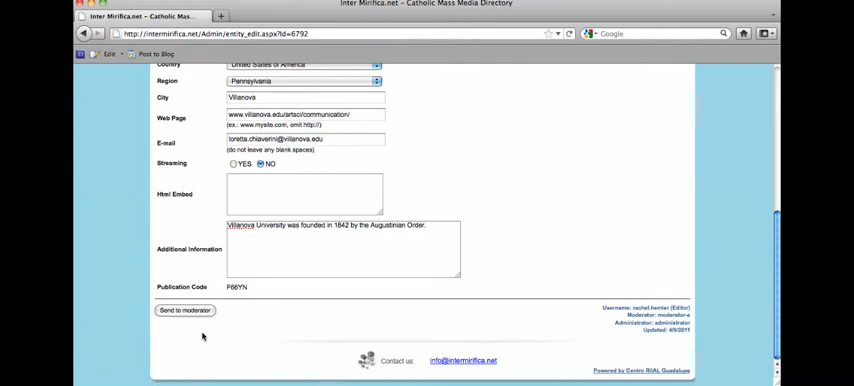 Inter Mirifica.net - Catholic Mass Media Directory
Inter Mirifica.net – Catholic Mas...
http://intermirifica.net/Admin/entity_edit.aspx?Id=6792
Google
Edit
Post to Blog
Country United States of America
Region Pennsylvania
City Villanova
Web Page www.villanova.edu/artsci/communication/
(ex.: www.mysite.com, omit http://)
E-mail loretta.chiaverini@villanova.edu
(do not leave any blank spaces)
Streaming YES NO
Html Embed
Villanova University was founded in 1842 by the Augustinian Order.
Additional Information
Publication Code F66YN
Send to moderator
Username: rachel.hemler (Editor)
Moderator: moderator-e
Administrator: administrator
Updated: 4/5/2011
Contact us: info@intermirifica.net
Powered by Centro RIIAL Guadalupe